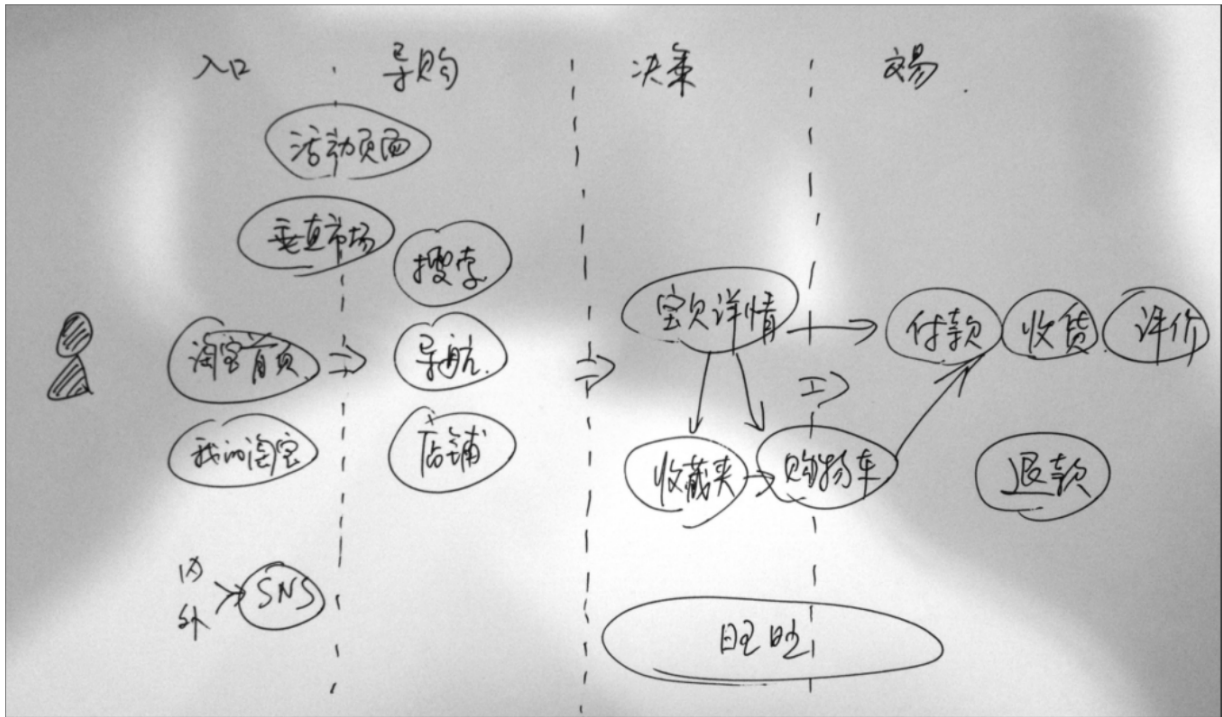 入口 导购 决策 交易
活动页面
垂直市场
搜索
宝贝详情
付款 收货 评价
淘宝首页 导航
我的淘宝 店铺
收藏夹 购物车 退款
内
外 SNS
旺旺